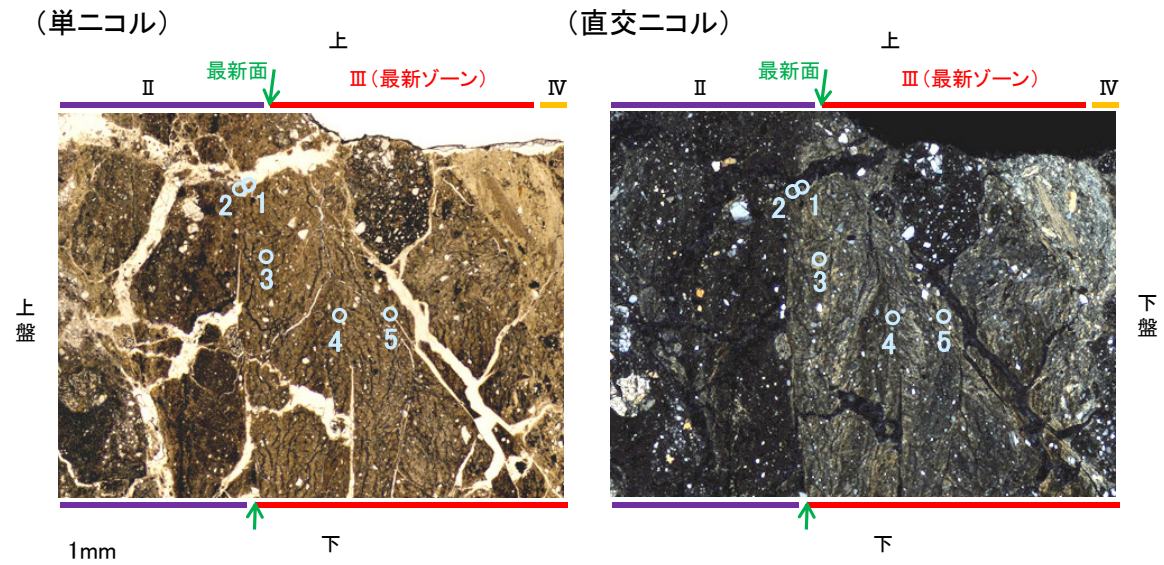 (単ニコル)
上
最新面
Ⅱ
Ⅲ(最新ゾーン)
Ⅳ
2 1
3
4 5
上盤
下
1mm
(直交ニコル)
上
最新面
Ⅱ
Ⅲ(最新ゾーン)
Ⅳ
2 1
3
4 5
下盤
下